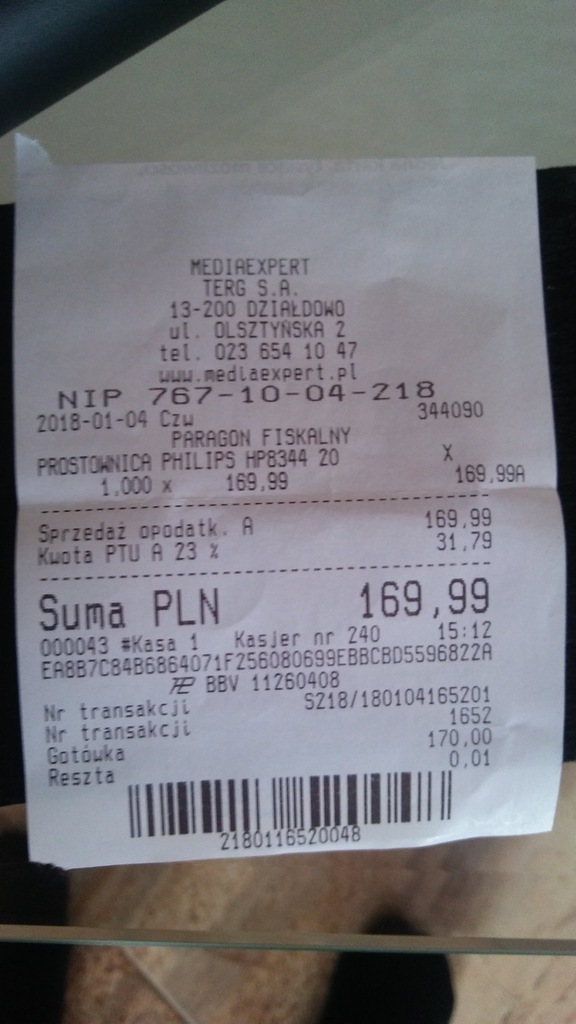 MEDIAEXPERT
TERG S.A.
13-200 DZIAŁDOWO
ul. OLSZTYŃSKA 2
tel. 023 654 10 47
www.mediaexpert.pl
NIP 767-10-04-218
2018-01-04 Czw 344090
PARAGON FISKALNY
PROSTOWNICA PHILIPS HP8344 20 X
1,000 x 169,99 169,99A
Sprzedaż opodatk. A 169,99
Kwota PTU A 23 % 31,79
Suma PLN 169,99
000043 #Kasa 1 Kasjer nr 240 15:12
EA8B7C84B6864071F256080699EBBCBD5596822A
BBV 11260408
Nr transakcji S218/180104165201
Nr transakcji 1652
Gotówka 170,00
Reszta 0,01
2180116520048